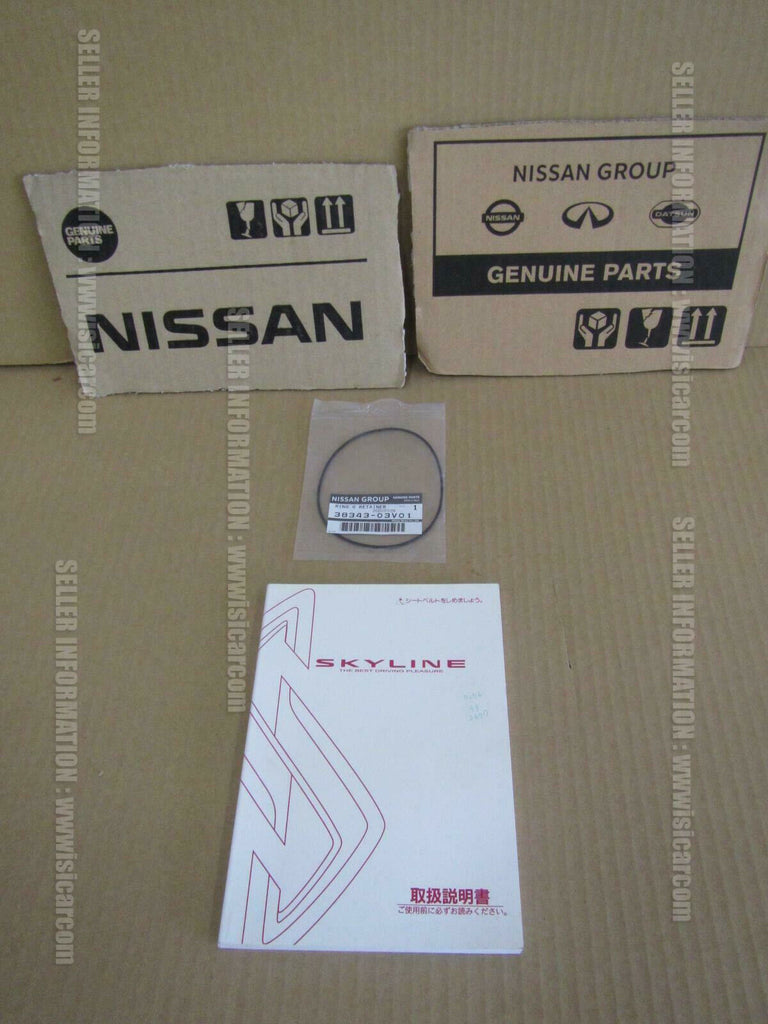 GENUINE
PARTS
NISSAN
NISSAN GROUP
NISSAN
DATSUN
GENUINE PARTS
NISSAN GROUP GENUINE PARTS
RING O RETAINER 1
38343-03V01
シートベルトをしめましょう。
SKYLINE
THE BEST DRIVING PLEASURE
取扱説明書
ご使用前に必ずお読みください。
SELLER INFORMATION : www.isicar.com
SELLER INFORMATION : www.isicar.com
SELLER INFORMATION : www.isicar.com
SELLER INFORMATION : www.isicar.com
SELLER INFORMATION : www.isicar.com